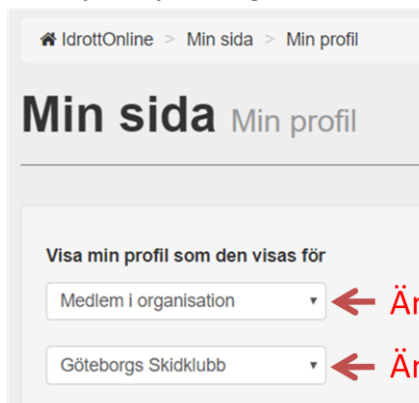 IdrottOnline > Min sida > Min profil
Min sida Min profil
Visa min profil som den visas för
Medlem i organisation
Göteborgs Skidklubb